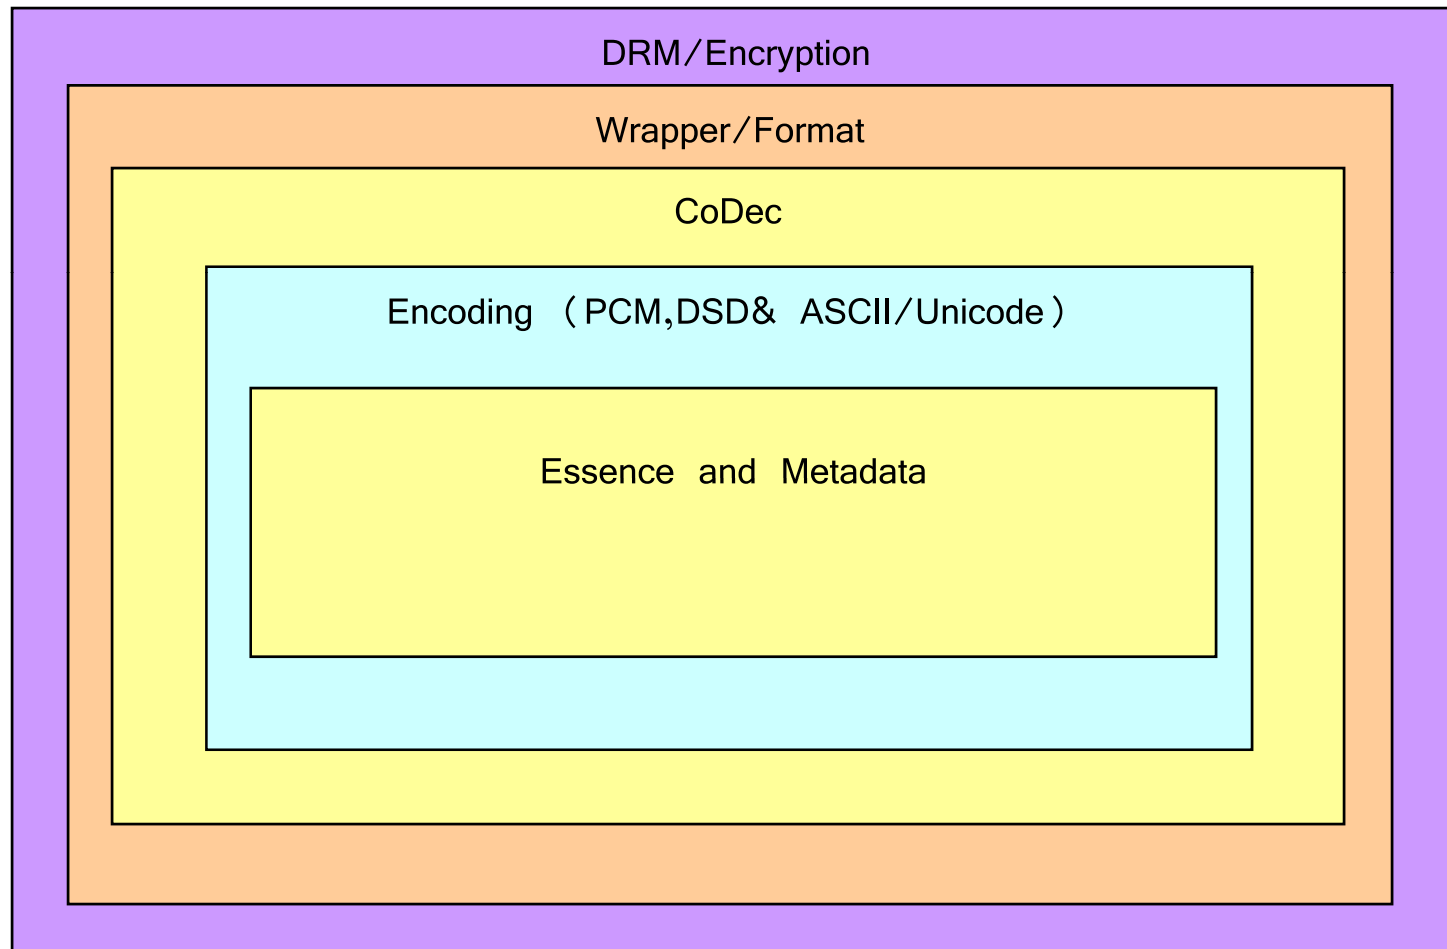 DRM/Encryption
Wrapper/Format
CoDec
Encoding (PCM,DSD& ASCII/Unicode)
Essence and Metadata